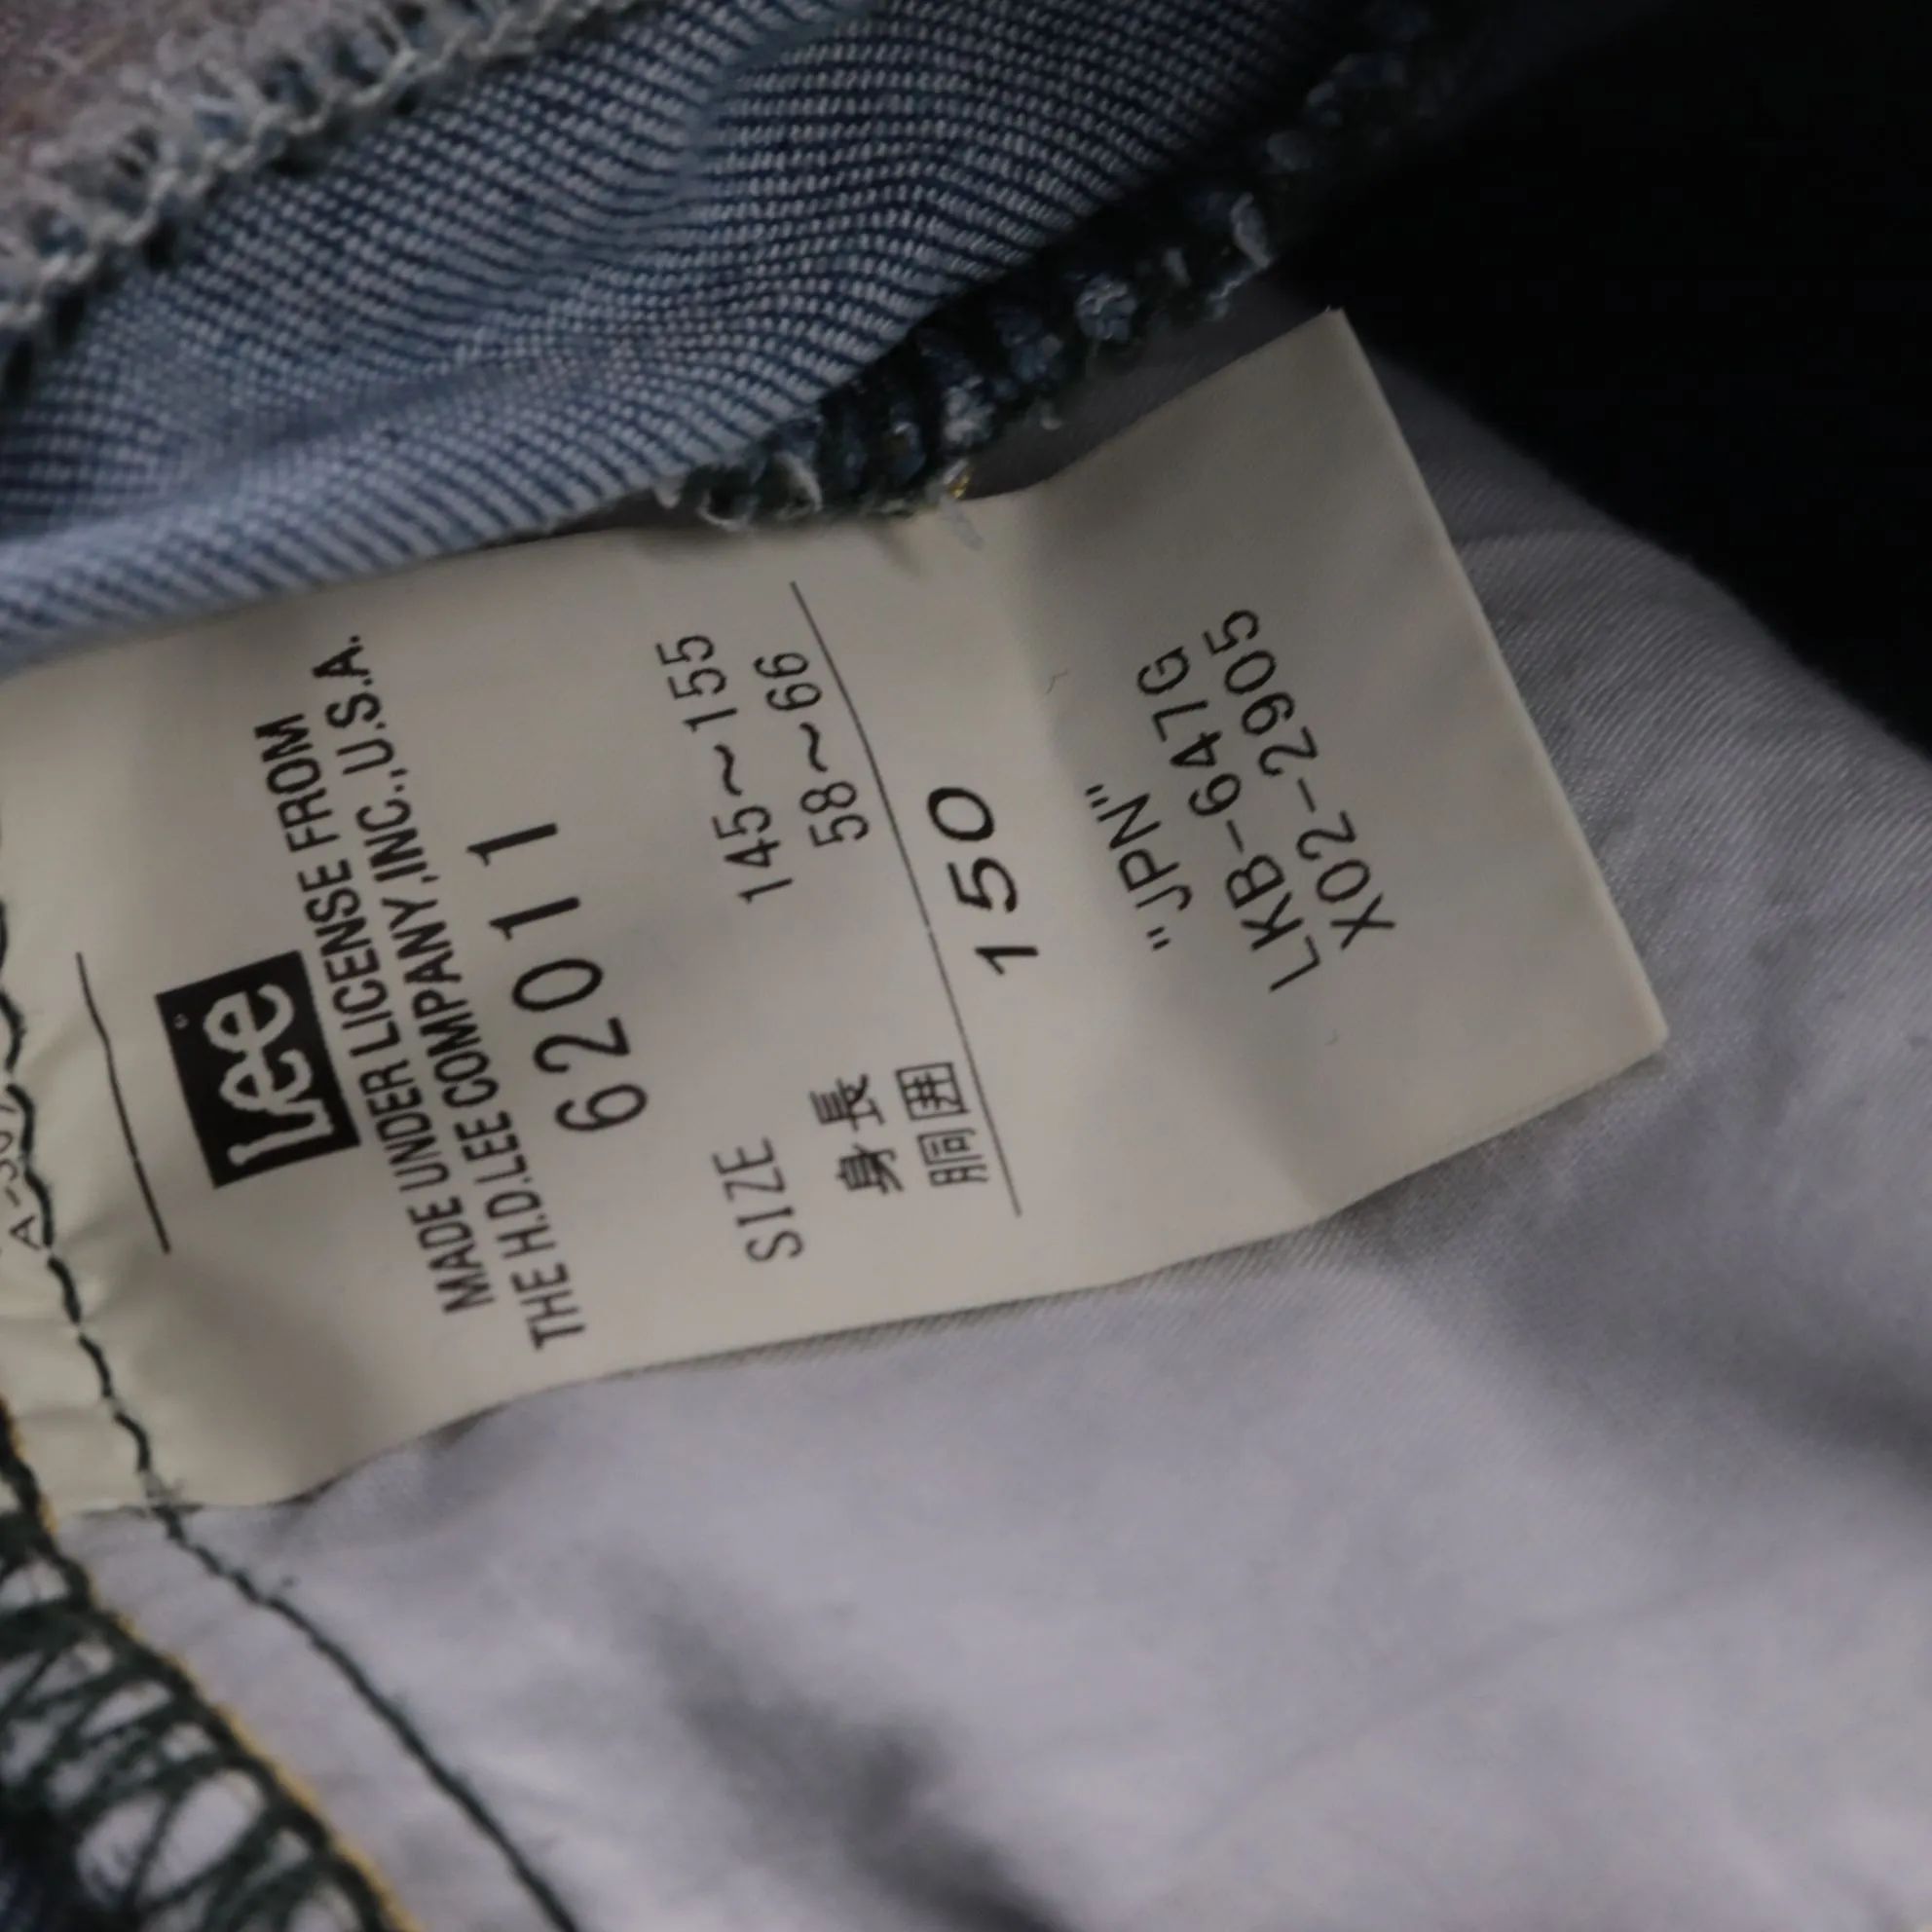 Lee
MADE UNDER LICENSE FROM
THE H.D.LEE COMPANY,INC.,U.S.A.
62011
SIZE
身長 145~155
胴囲 58~66
150
"JPN"
LKB-647G
X02-2905